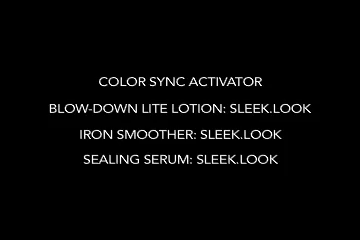 COLOR SYNC ACTIVATOR
BLOW-DOWN LITE LOTION: SLEEK.LOOK
IRON SMOOTHER: SLEEK.LOOK
SEALING SERUM: SLEEK.LOOK